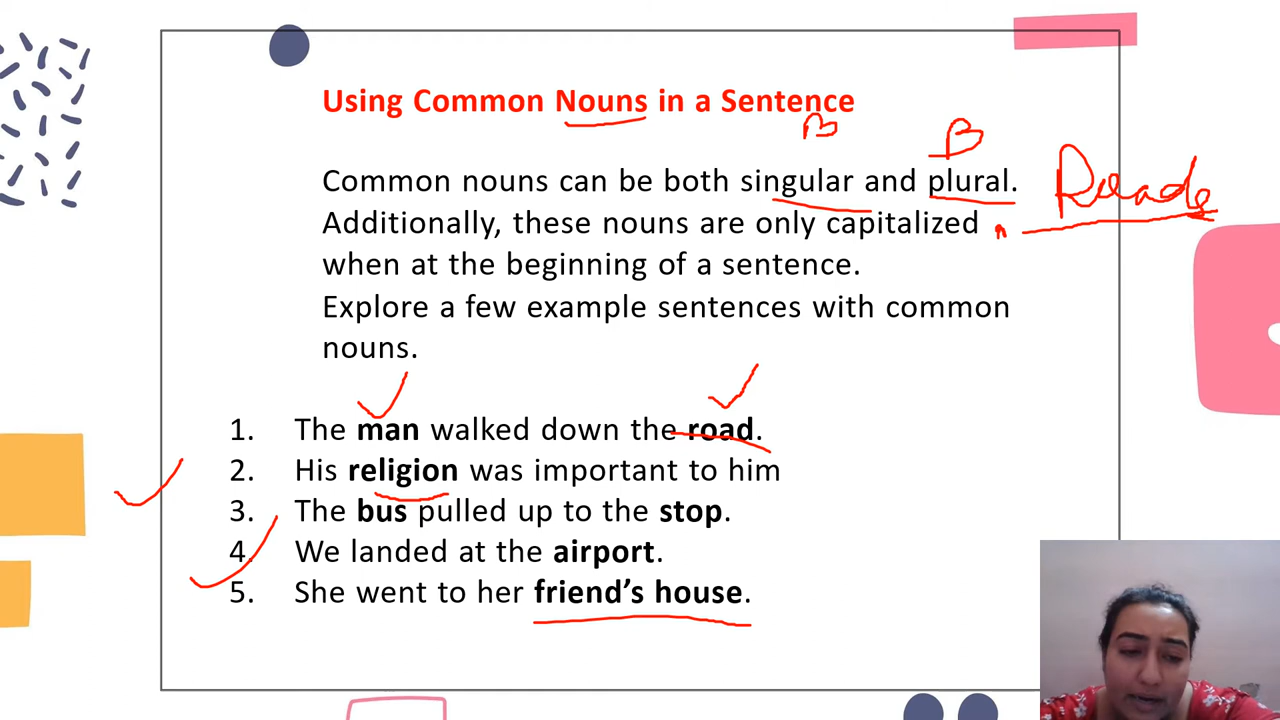 Using Common Nouns in a Sentence
B
B
Common nouns can be both singular and plural.
Roads
Additionally, these nouns are only capitalized
when at the beginning of a sentence.
Explore a few example sentences with common
nouns.
1. The man walked down the road.
2. His religion was important to him
3. The bus pulled up to the stop.
4. We landed at the airport.
5. She went to her friend’s house.